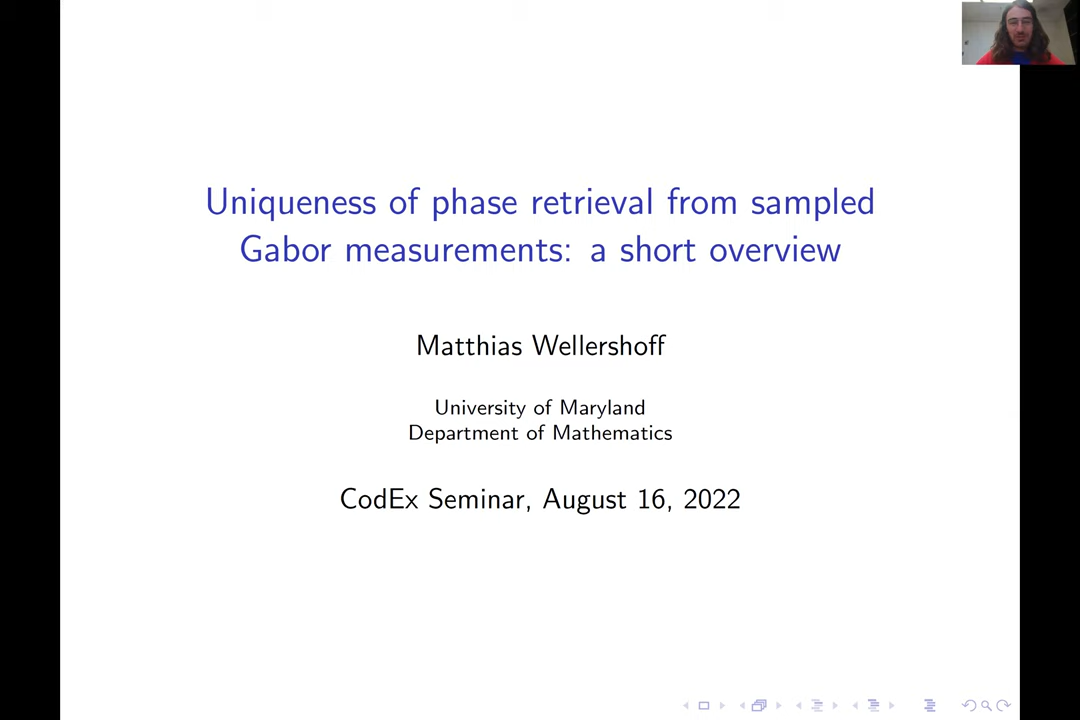 Uniqueness of phase retrieval from sampled
Gabor measurements: a short overview
Matthias Wellershoff
University of Maryland
Department of Mathematics
CodEx Seminar, August 16, 2022